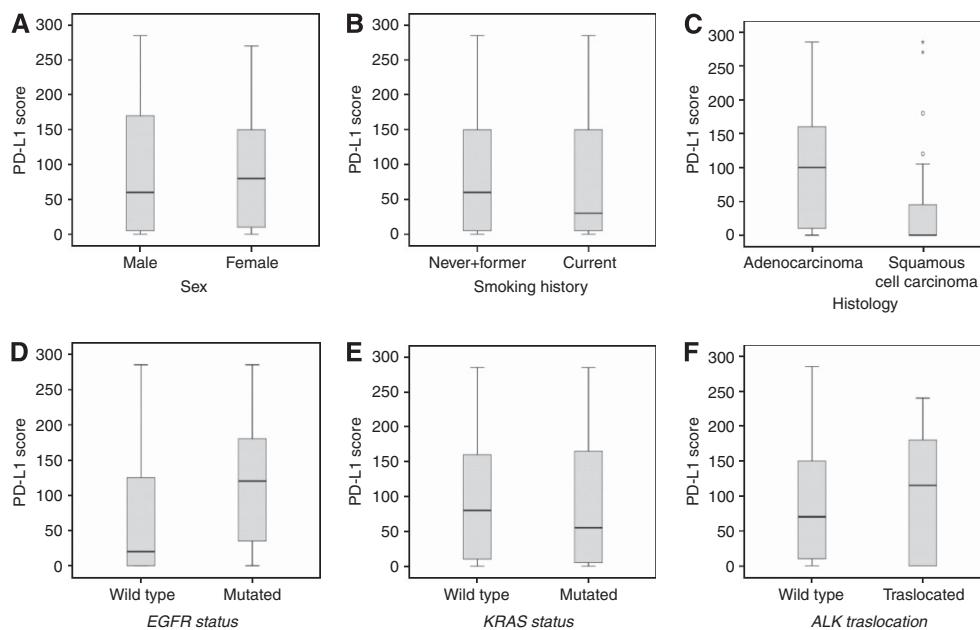 A
PD-L1 score
300
250
200
150
100
50
0
Male Female
Sex
B
PD-L1 score
300
250
200
150
100
50
0
Never+former Current
Smoking history
C
PD-L1 score
300
250
200
150
100
50
0
Adenocarcinoma Squamous
cell carcinoma
Histology
D
PD-L1 score
300
250
200
150
100
50
0
Wild type Mutated
EGFR status
E
PD-L1 score
300
250
200
150
100
50
0
Wild type Mutated
KRAS status
F
PD-L1 score
300
250
200
150
100
50
0
Wild type Traslocated
ALK traslocation